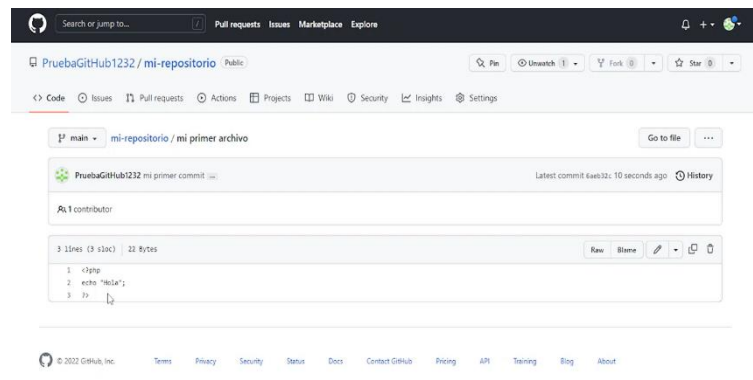 Search or jump to... / Pull requests Issues Marketplace Explore
PruebaGitHub1232 / mi-repositorio Public Pin Unwatch 1 Fork 0 Star 0
<> Code Issues Pull requests Actions Projects Wiki Security Insights Settings
main mi-repositorio / mi primer archivo Go to file ...
PruebaGitHub1232 mi primer commit ... Latest commit 10 seconds ago History
1 contributor
3 lines (3 sloc) 22 Bytes Raw Blame
1 <?php
2 echo "Hola";
3 ?>
© 2022 GitHub, Inc. Terms Privacy Security Status Docs Contact GitHub Pricing API Training Blog About